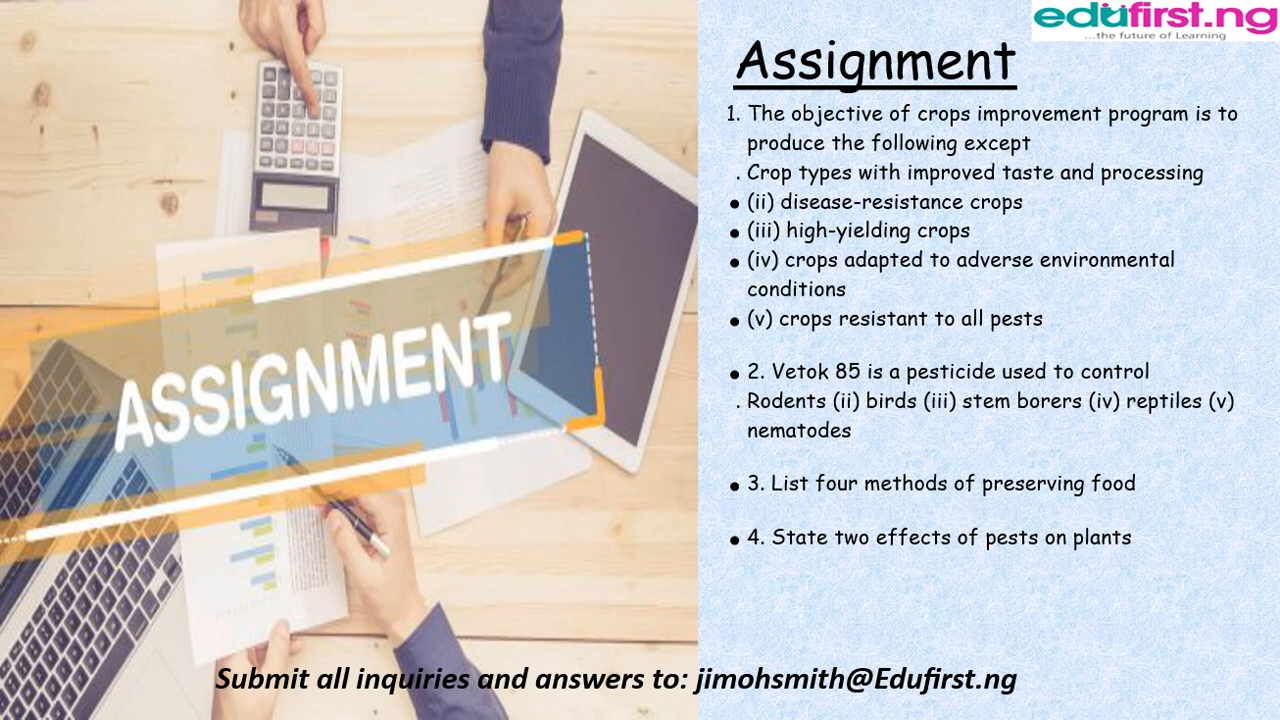 edufirst.ng
...the future of Learning
Assignment
1. The objective of crops improvement program is to
produce the following except
. Crop types with improved taste and processing
• (ii) disease-resistance crops
• (iii) high-yielding crops
• (iv) crops adapted to adverse environmental
conditions
• (v) crops resistant to all pests
• 2. Vetok 85 is a pesticide used to control
. Rodents (ii) birds (iii) stem borers (iv) reptiles (v)
nematodes
• 3. List four methods of preserving food
• 4. State two effects of pests on plants
ASSIGNMENT
Submit all inquiries and answers to: jimohsmith@Edufirst.ng